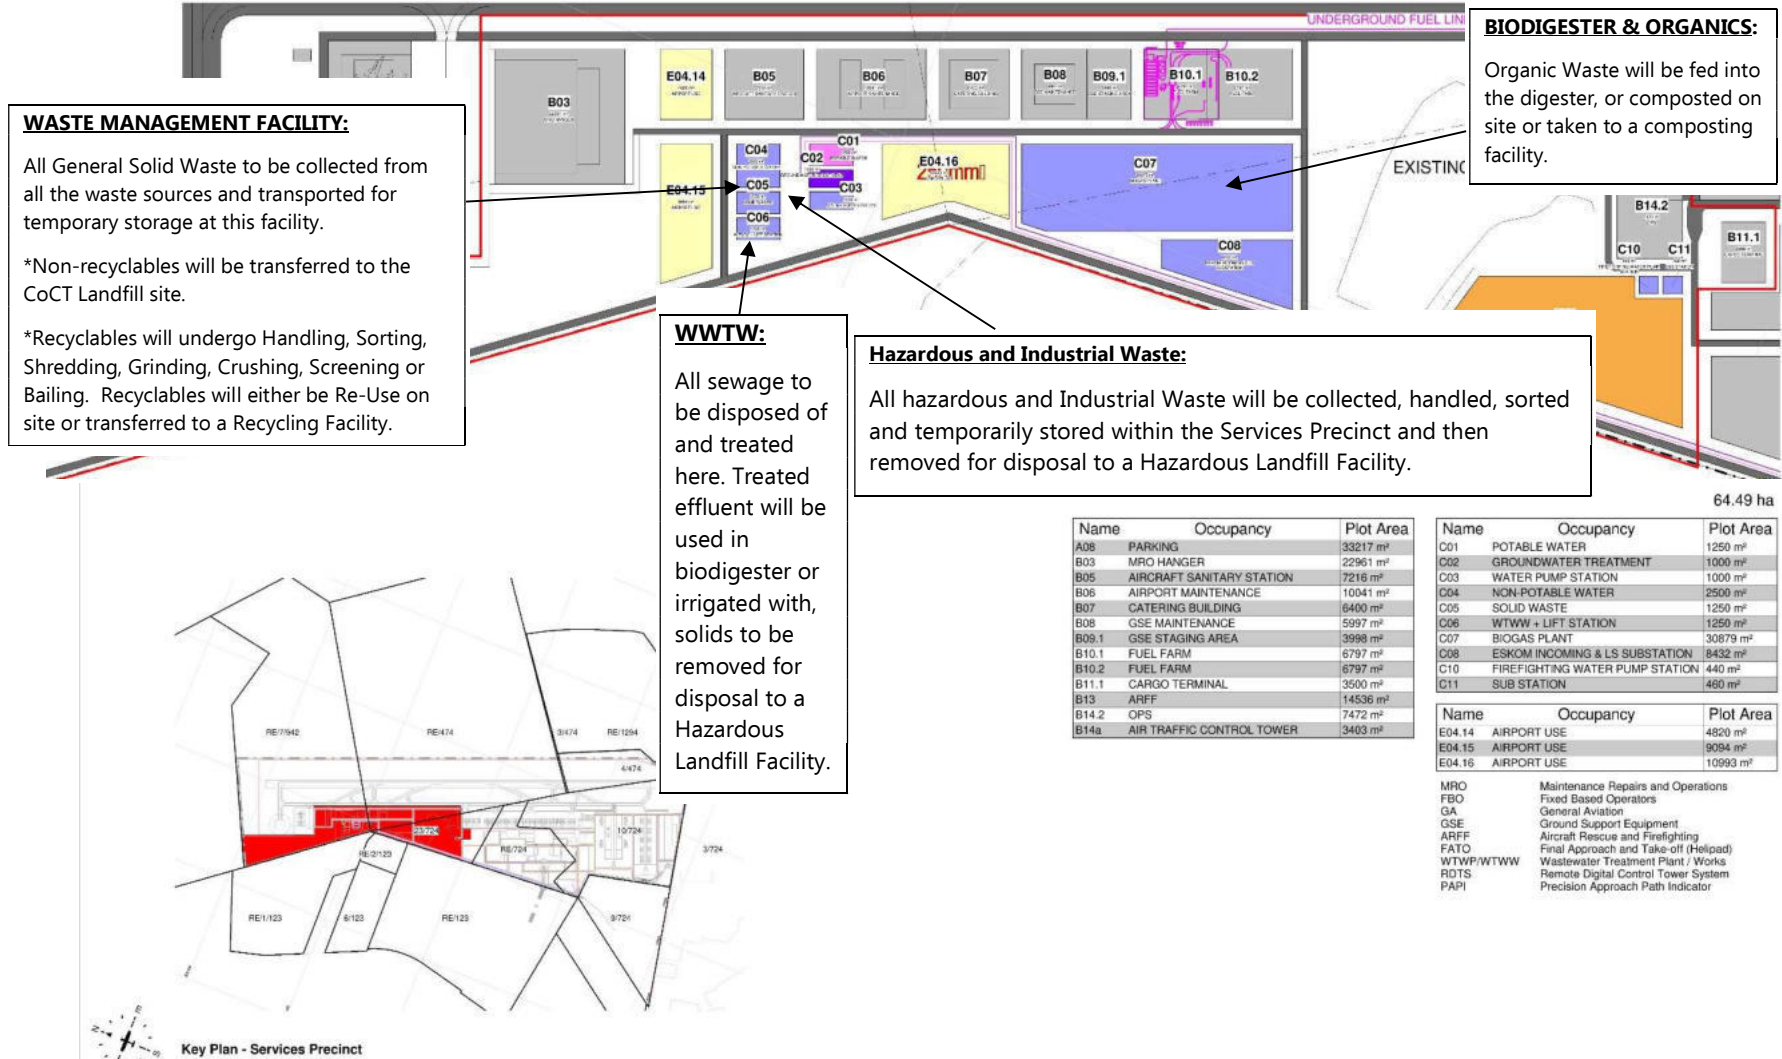 UNDERGROUND FUEL LIN
BIODIGESTER & ORGANICS:
Organic Waste will be fed into
the digester, or composted on
site or taken to a composting
facility.
E04.14
B05
B06
B07
B08
B09.1
B10.1
B10.2
B03
WASTE MANAGEMENT FACILITY:
All General Solid Waste to be collected from
all the waste sources and transported for
temporary storage at this facility.
*Non-recyclables will be transferred to the
CoCT Landfill site.
*Recyclables will undergo Handling, Sorting,
Shredding, Grinding, Crushing, Screening or
Bailing. Recyclables will either be Re-Use on
site or transferred to a Recycling Facility.
E04.15
C04
C05
C06
C01
C02
C03
E04.16
C07
C08
EXISTING
B14.2
C10
C11
B11.1
WWTW:
All sewage to
be disposed of
and treated
here. Treated
effluent will be
used in
biodigester or
irrigated with,
solids to be
removed for
disposal to a
Hazardous
Landfill Facility.
Hazardous and Industrial Waste:
All hazardous and Industrial Waste will be collected, handled, sorted
and temporarily stored within the Services Precinct and then
removed for disposal to a Hazardous Landfill Facility.
64.49 ha
Name Occupancy Plot Area
A08 PARKING 33217 m²
B03 MRO HANGER 22961 m²
B05 AIRCRAFT SANITARY STATION 7216 m²
B06 AIRPORT MAINTENANCE 10041 m²
B07 CATERING BUILDING 6400 m²
B08 GSE MAINTENANCE 5997 m²
B09.1 GSE STAGING AREA 3998 m²
B10.1 FUEL FARM 6797 m²
B10.2 FUEL FARM 6797 m²
B11.1 CARGO TERMINAL 3500 m²
B13 ARFF 14536 m²
B14.2 OPS 7472 m²
B14a AIR TRAFFIC CONTROL TOWER 3403 m²
Name Occupancy Plot Area
C01 POTABLE WATER 1250 m²
C02 GROUNDWATER TREATMENT 1000 m²
C03 WATER PUMP STATION 1000 m²
C04 NON-POTABLE WATER 2500 m²
C05 SOLID WASTE 1250 m²
C06 WTWW + LIFT STATION 1250 m²
C07 BIOGAS PLANT 30879 m²
C08 ESKOM INCOMING & LS SUBSTATION 8432 m²
C10 FIREFIGHTING WATER PUMP STATION 440 m²
C11 SUB STATION 460 m²
Name Occupancy Plot Area
E04.14 AIRPORT USE 4820 m²
E04.15 AIRPORT USE 9094 m²
E04.16 AIRPORT USE 10993 m²
MRO Maintenance Repairs and Operations
FBO Fixed Based Operators
GA General Aviation
GSE Ground Support Equipment
ARFF Aircraft Rescue and Firefighting
FATO Final Approach and Take-off (Helipad)
WTWP/WTWW Wastewater Treatment Plant / Works
RDTS Remote Digital Control Tower System
PAPI Precision Approach Path Indicator
RE/7/942
RE/474
3/474
RE/1294
4/474
23/724
10/724
RE/724
3/724
RE/2/123
RE/1/123
6/123
RE/123
9/724
N
E
S
Key Plan - Services Precinct